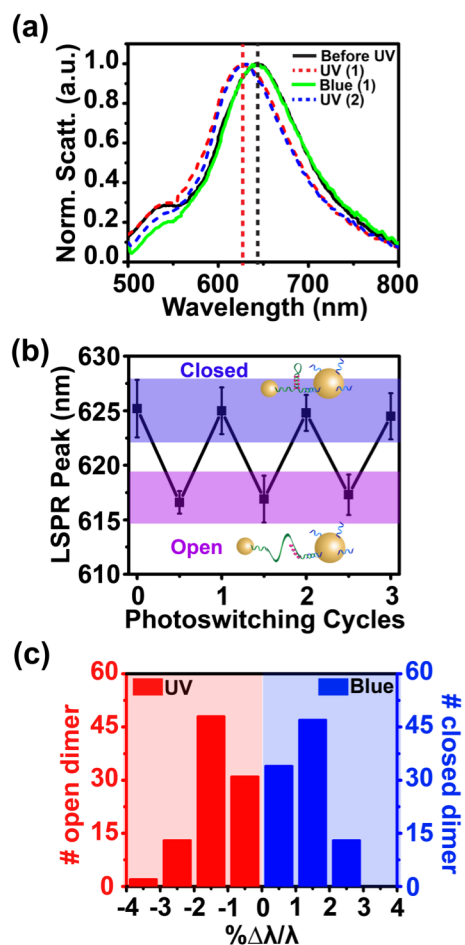 (a)
Norm. Scatt. (a.u.)
1.0
0.8
0.6
0.4
0.2
0.0
Before UV
UV (1)
Blue (1)
UV (2)
500 600 700 800
Wavelength (nm)
(b)
LSPR Peak (nm)
630
625
620
615
610
Closed
Open
0 1 2 3
Photoswitching Cycles
(c)
# open dimer
60
45
30
15
0
UV
Blue
60
45
30
15
0
# closed dimer
-4 -3 -2 -1 0 1 2 3 4
%Δλ/λ